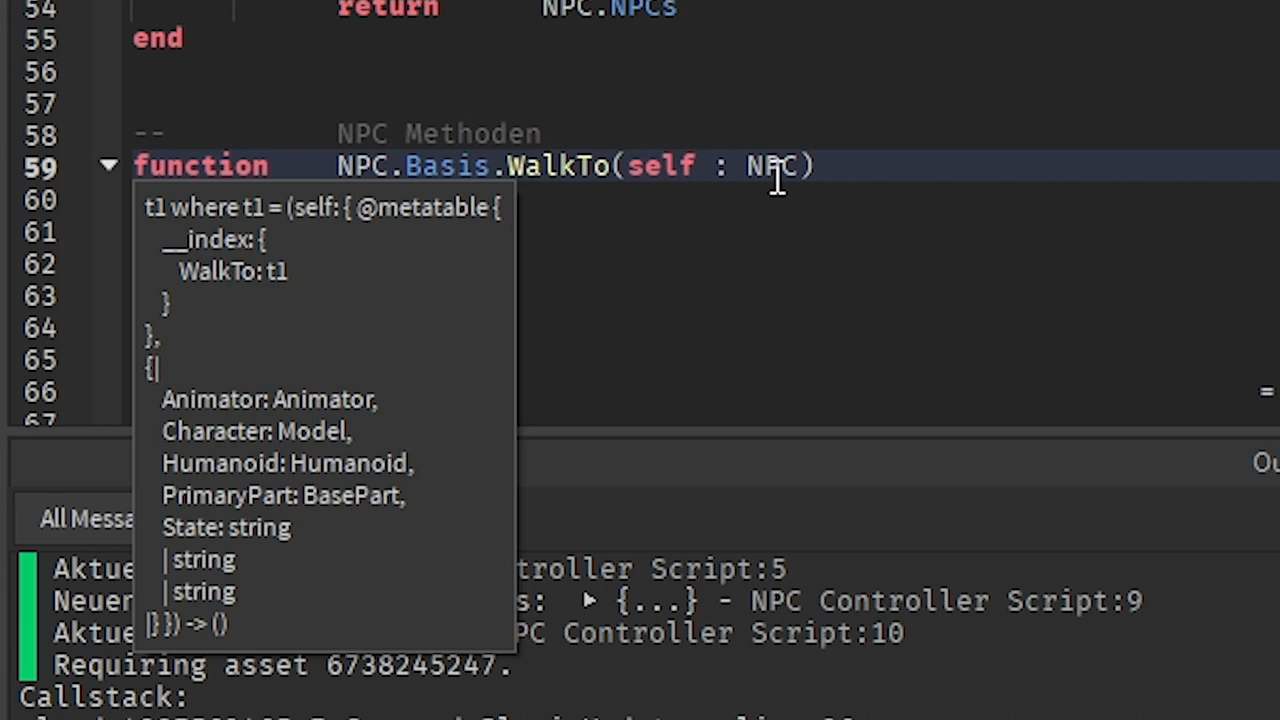 54 return NPC.NPCs
55 end
56
57
58 -- NPC Methoden
59 function NPC.Basis.WalkTo(self : NPC)
60
61
62
63
64
65
66 =
67
t1 where t1 = (self: { @metatable {
__index: {
WalkTo: t1
}
},
{|
Animator: Animator,
Character: Model,
Humanoid: Humanoid,
PrimaryPart: BasePart,
State: string
| string
| string
|} }) -> ()
Ou
All Messa
Aktue troller Script:5
Neuer s: ▶ {...} - NPC Controller Script:9
Aktue PC Controller Script:10
Requiring asset 6738245247.
Callstack: